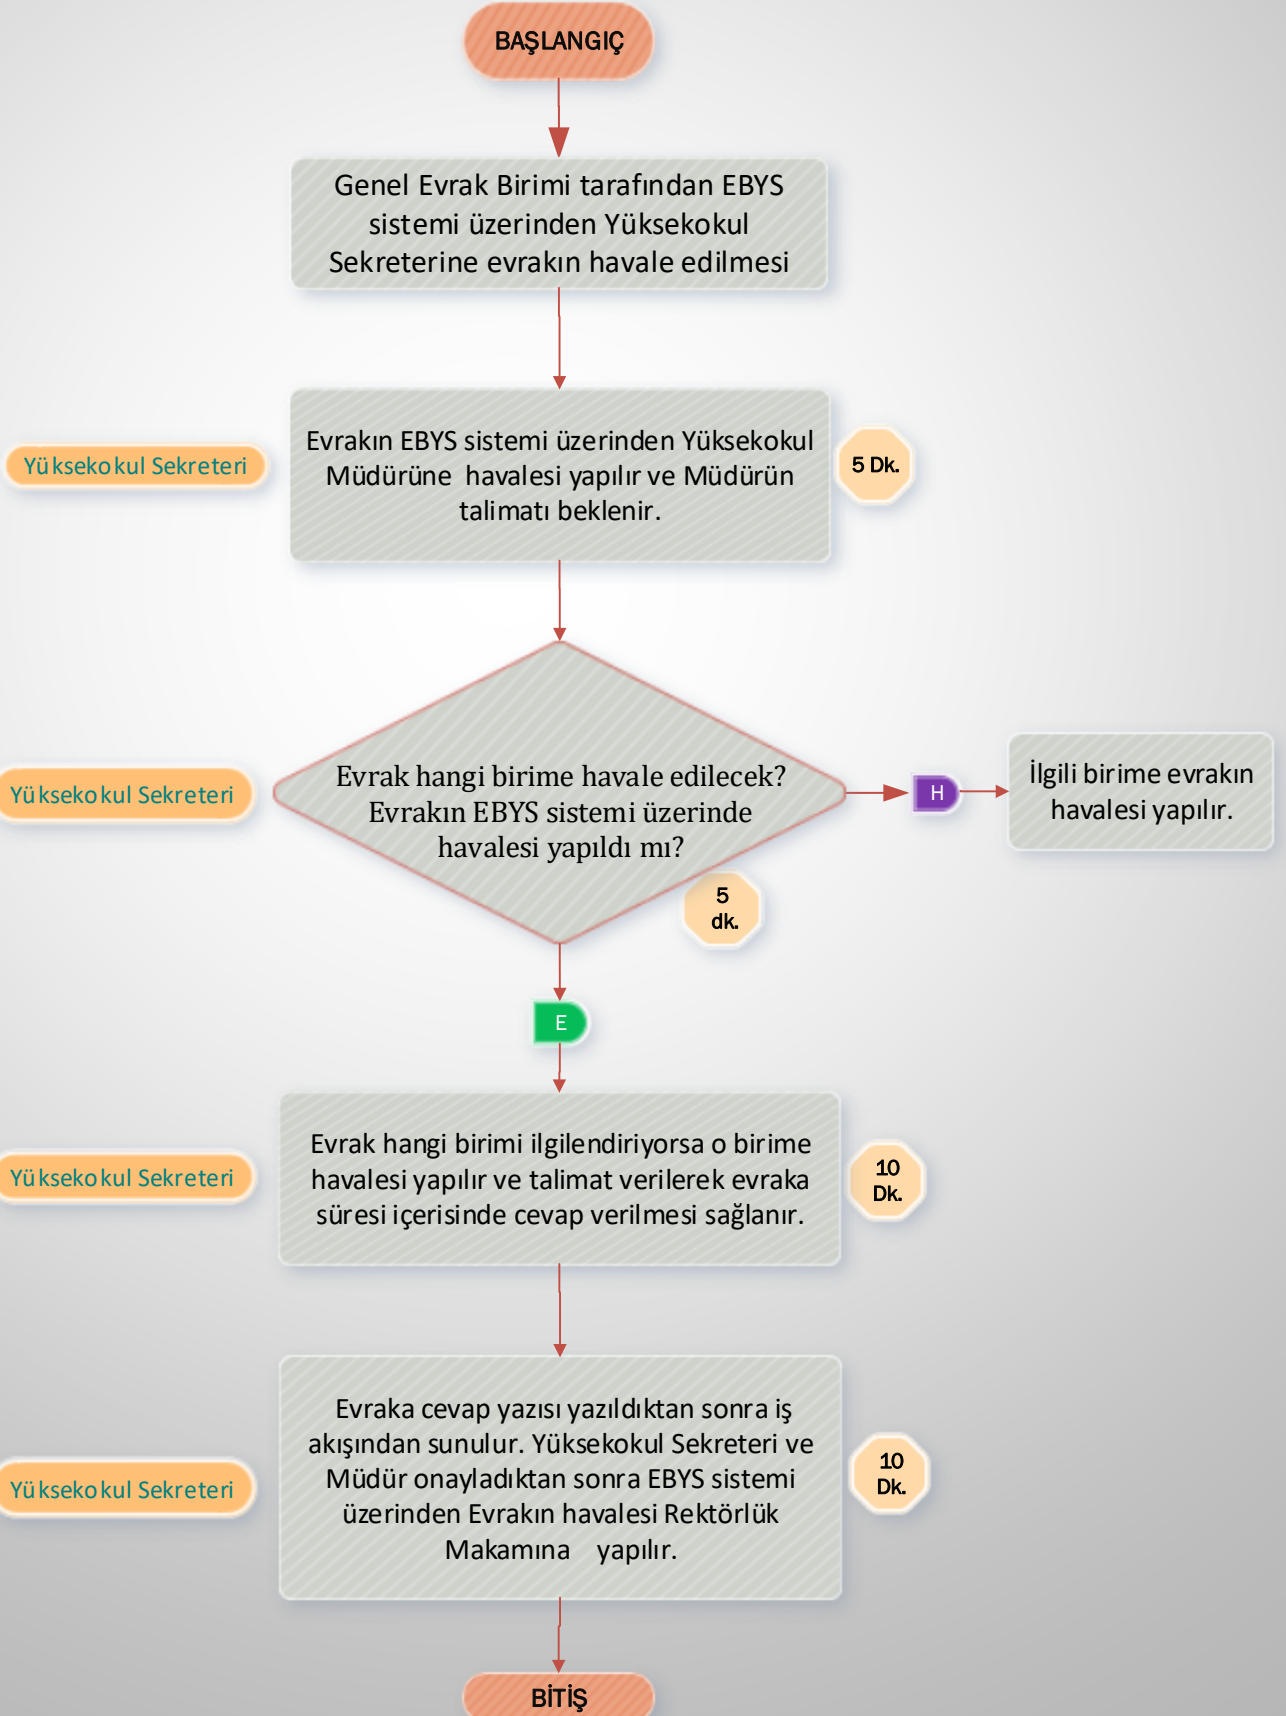 BAŞLANGIÇ
Genel Evrak Birimi tarafından EBYS
sistemi üzerinden Yüksekokul
Sekreterine evrakın havale edilmesi
Yüksekokul Sekreteri
Evrakın EBYS sistemi üzerinden Yüksekokul
Müdürüne havalesi yapılır ve Müdürün
talimatı beklenir.
5 Dk.
Yüksekokul Sekreteri
Evrak hangi birime havale edilecek?
Evrakın EBYS sistemi üzerinde
havalesi yapıldı mı?
H
İlgili birime evrakın
havalesi yapılır.
5
dk.
E
Yüksekokul Sekreteri
Evrak hangi birimi ilgilendiriyorsa o birime
havalesi yapılır ve talimat verilerek evraka
süresi içerisinde cevap verilmesi sağlanır.
10
Dk.
Yüksekokul Sekreteri
Evraka cevap yazısı yazıldıktan sonra iş
akışından sunulur. Yüksekokul Sekreteri ve
Müdür onayladıktan sonra EBYS sistemi
üzerinden Evrakın havalesi Rektörlük
Makamına yapılır.
10
Dk.
BİTİŞ